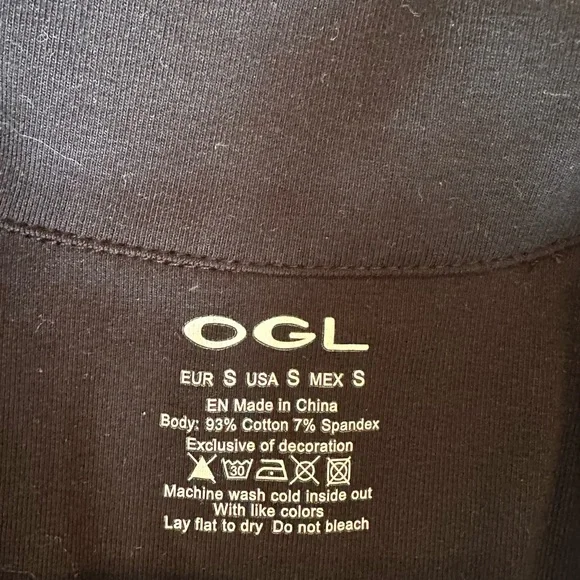 OGL
EUR S USA S MEX S
EN Made in China
Body: 93% Cotton 7% Spandex
Exclusive of decoration
30
Machine wash cold inside out
With like colors
Lay flat to dry Do not bleach